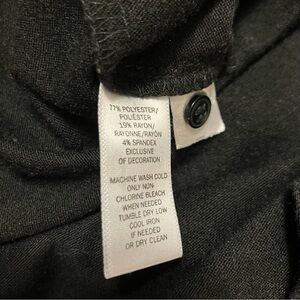 77% POLYESTER/
POLIÉSTER
19% RAYON/
RAYONNE/RAYÓN
4% SPANDEX
EXCLUSIVE
OF DECORATION
MACHINE WASH COLD
ONLY NON-
CHLORINE BLEACH
WHEN NEEDED
TUMBLE DRY LOW
COOL IRON
IF NEEDED
OR DRY CLEAN